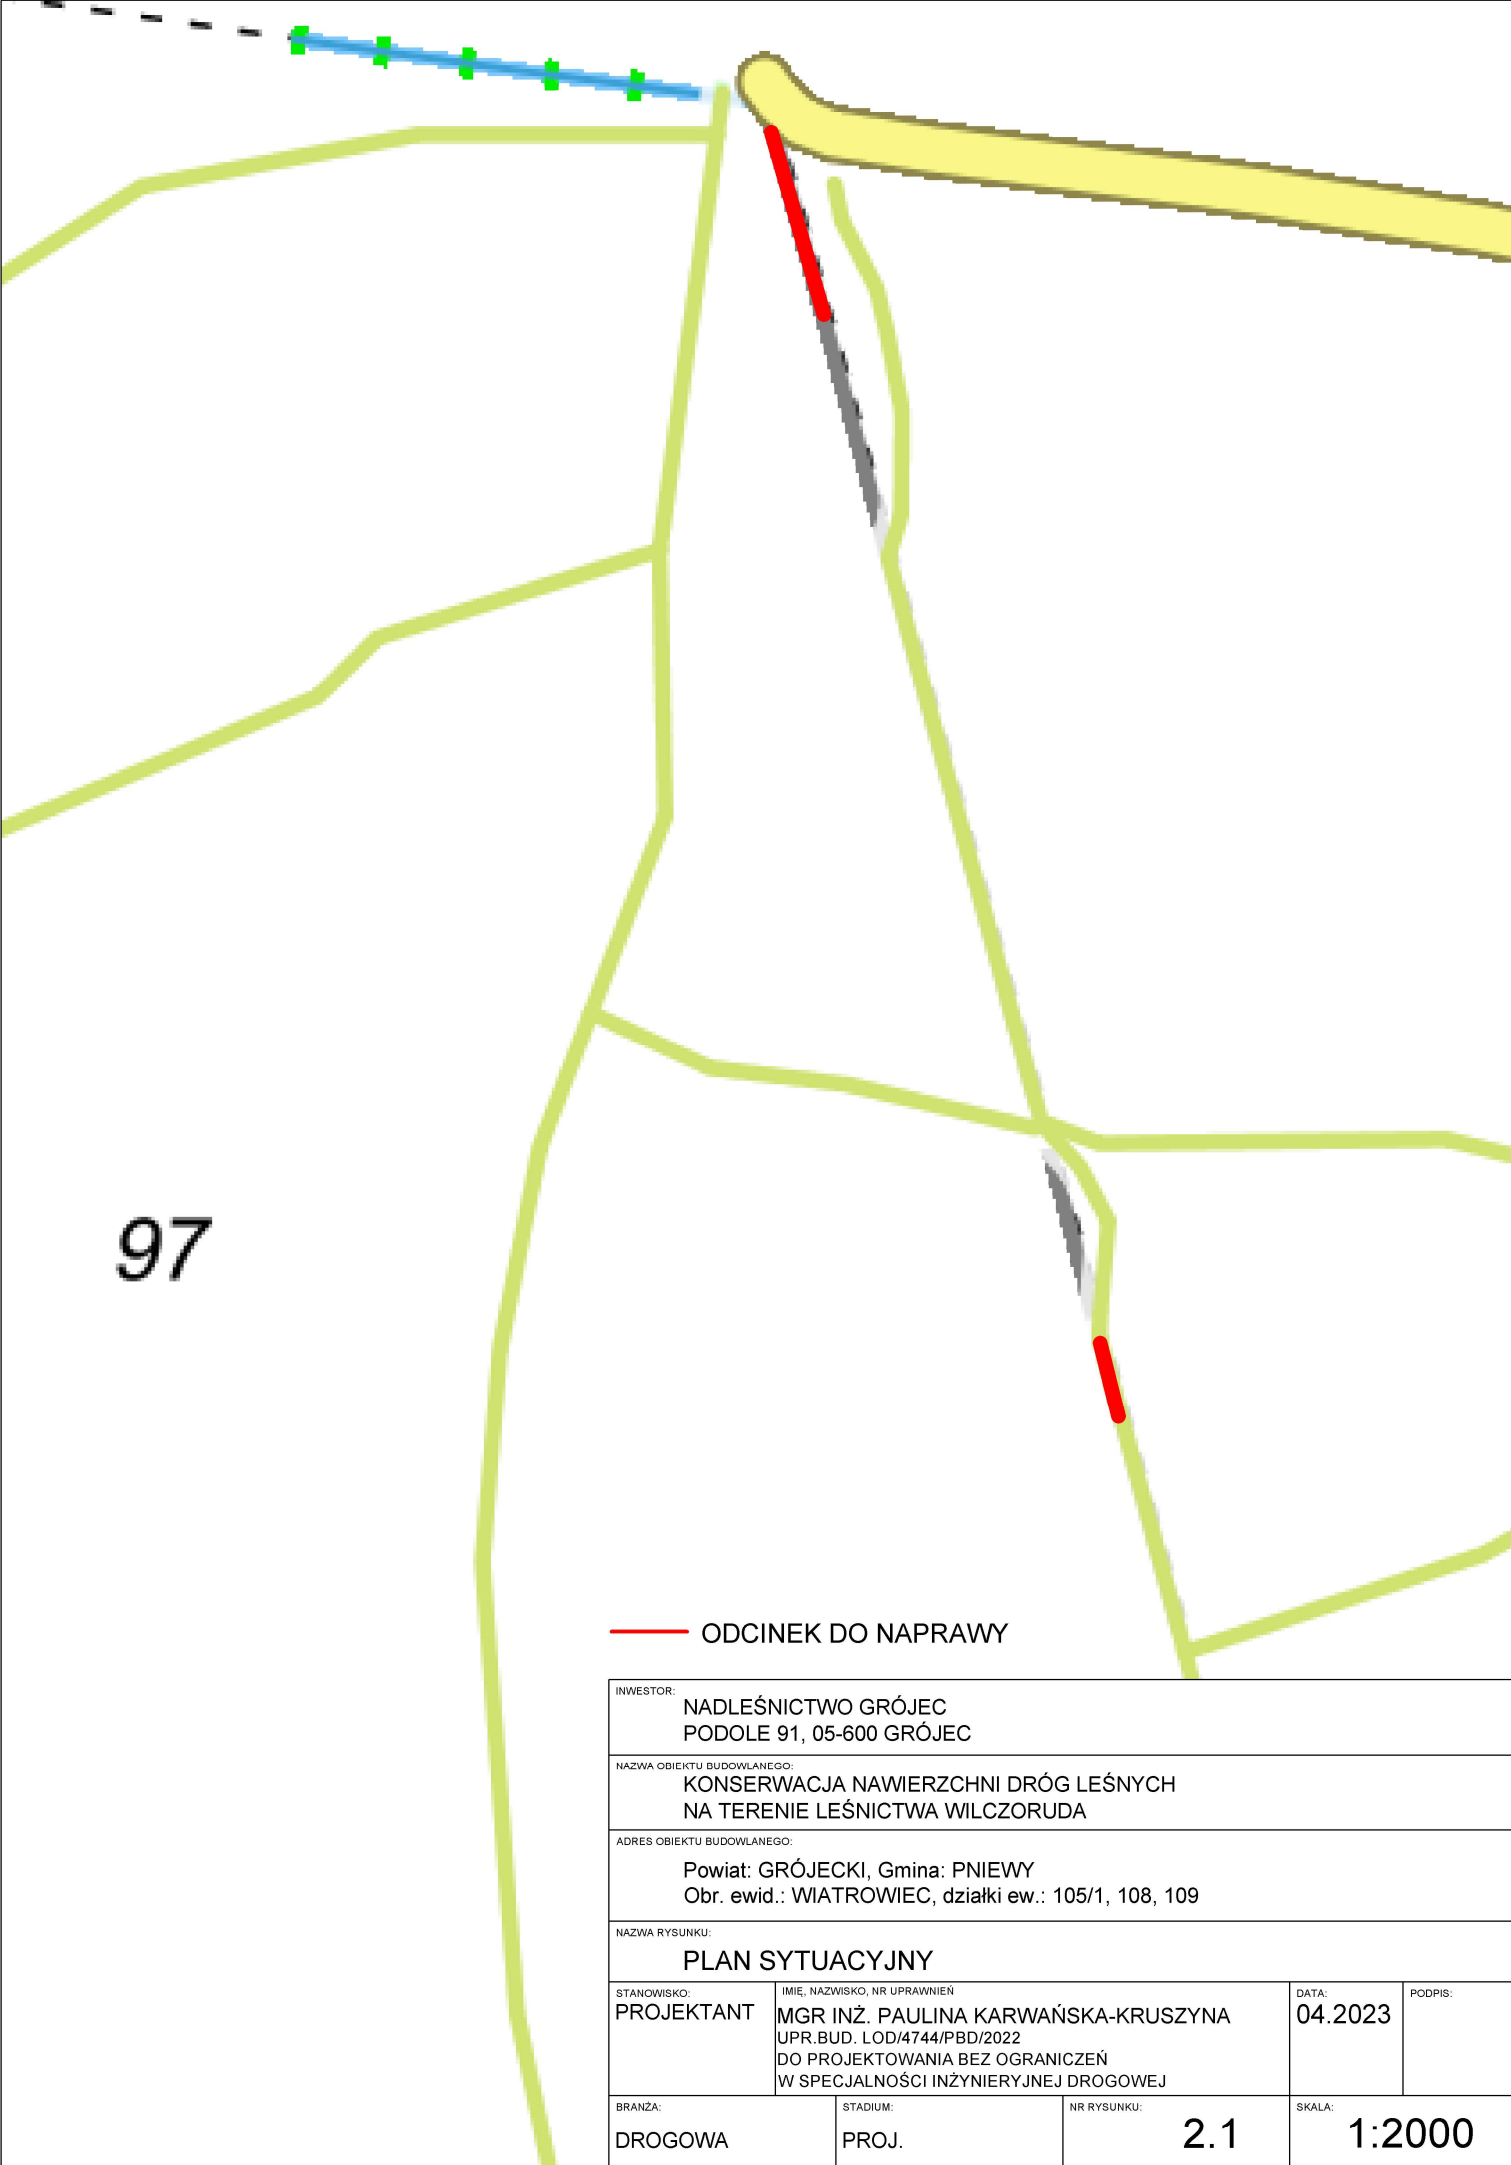 97
ODCINEK DO NAPRAWY
INWESTOR:
NADLEŚNICTWO GRÓJEC
PODOLE 91, 05-600 GRÓJEC
NAZWA OBIEKTU BUDOWLANEGO:
KONSERWACJA NAWIERZCHNI DRÓG LEŚNYCH
NA TERENIE LEŚNICTWA WILCZORUDA
ADRES OBIEKTU BUDOWLANEGO:
Powiat: GRÓJECKI, Gmina: PNIEWY
Obr. ewid.: WIATROWIEC, działki ew.: 105/1, 108, 109
NAZWA RYSUNKU:
PLAN SYTUACYJNY
STANOWISKO:
PROJEKTANT
IMIĘ, NAZWISKO, NR UPRAWNIEŃ
MGR INŻ. PAULINA KARWAŃSKA-KRUSZYNA
UPR.BUD. LOD/4744/PBD/2022
DO PROJEKTOWANIA BEZ OGRANICZEŃ
W SPECJALNOŚCI INŻYNIERYJNEJ DROGOWEJ
DATA:
04.2023
PODPIS:
BRANŻA:
DROGOWA
STADIUM:
PROJ.
NR RYSUNKU:
2.1
SKALA:
1:2000